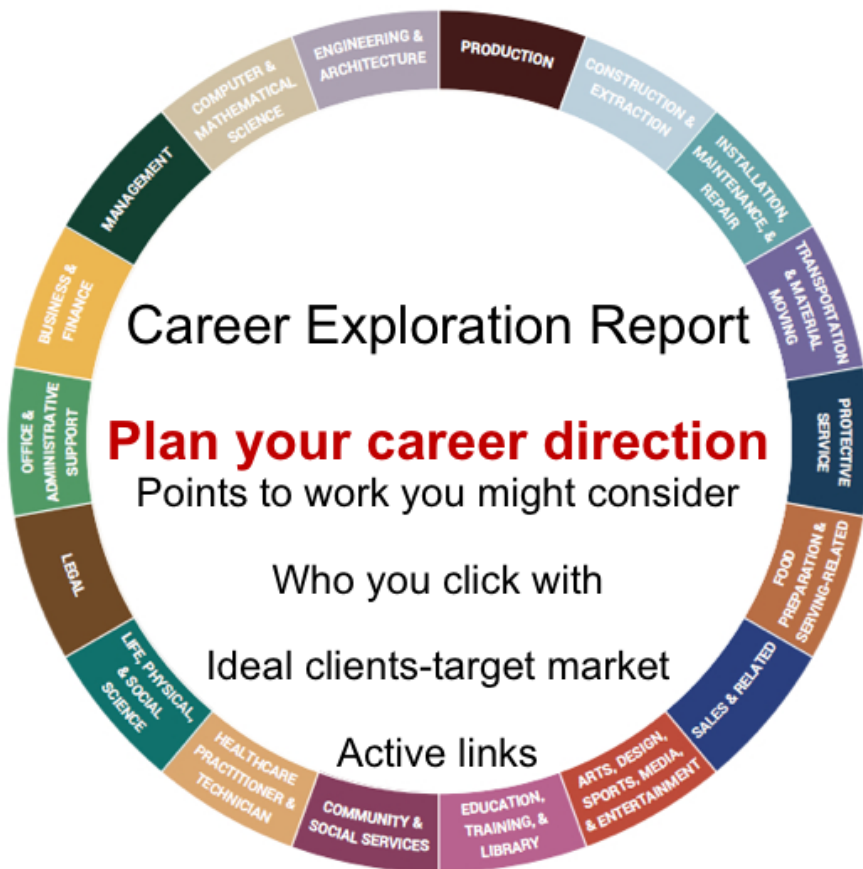 ENGINEERING &
ARCHITECTURE
PRODUCTION
CONSTRUCTION &
EXTRACTION
INSTALLATION,
MAINTENANCE, &
REPAIR
TRANSPORTATION
& MATERIAL
MOVING
PROTECTIVE
SERVICE
FOOD
PREPARATION &
SERVING-RELATED
SALES & RELATED
ARTS, DESIGN,
SPORTS, MEDIA,
& ENTERTAINMENT
EDUCATION,
TRAINING, &
LIBRARY
COMMUNITY &
SOCIAL SERVICES
HEALTHCARE
PRACTITIONER &
TECHNICIAN
LIFE, PHYSICAL,
& SOCIAL
SCIENCE
LEGAL
OFFICE &
ADMINISTRATIVE
SUPPORT
BUSINESS &
FINANCE
MANAGEMENT
COMPUTER &
MATHEMATICAL
SCIENCE
Career Exploration Report
Plan your career direction
Points to work you might consider
Who you click with
Ideal clients-target market
Active links